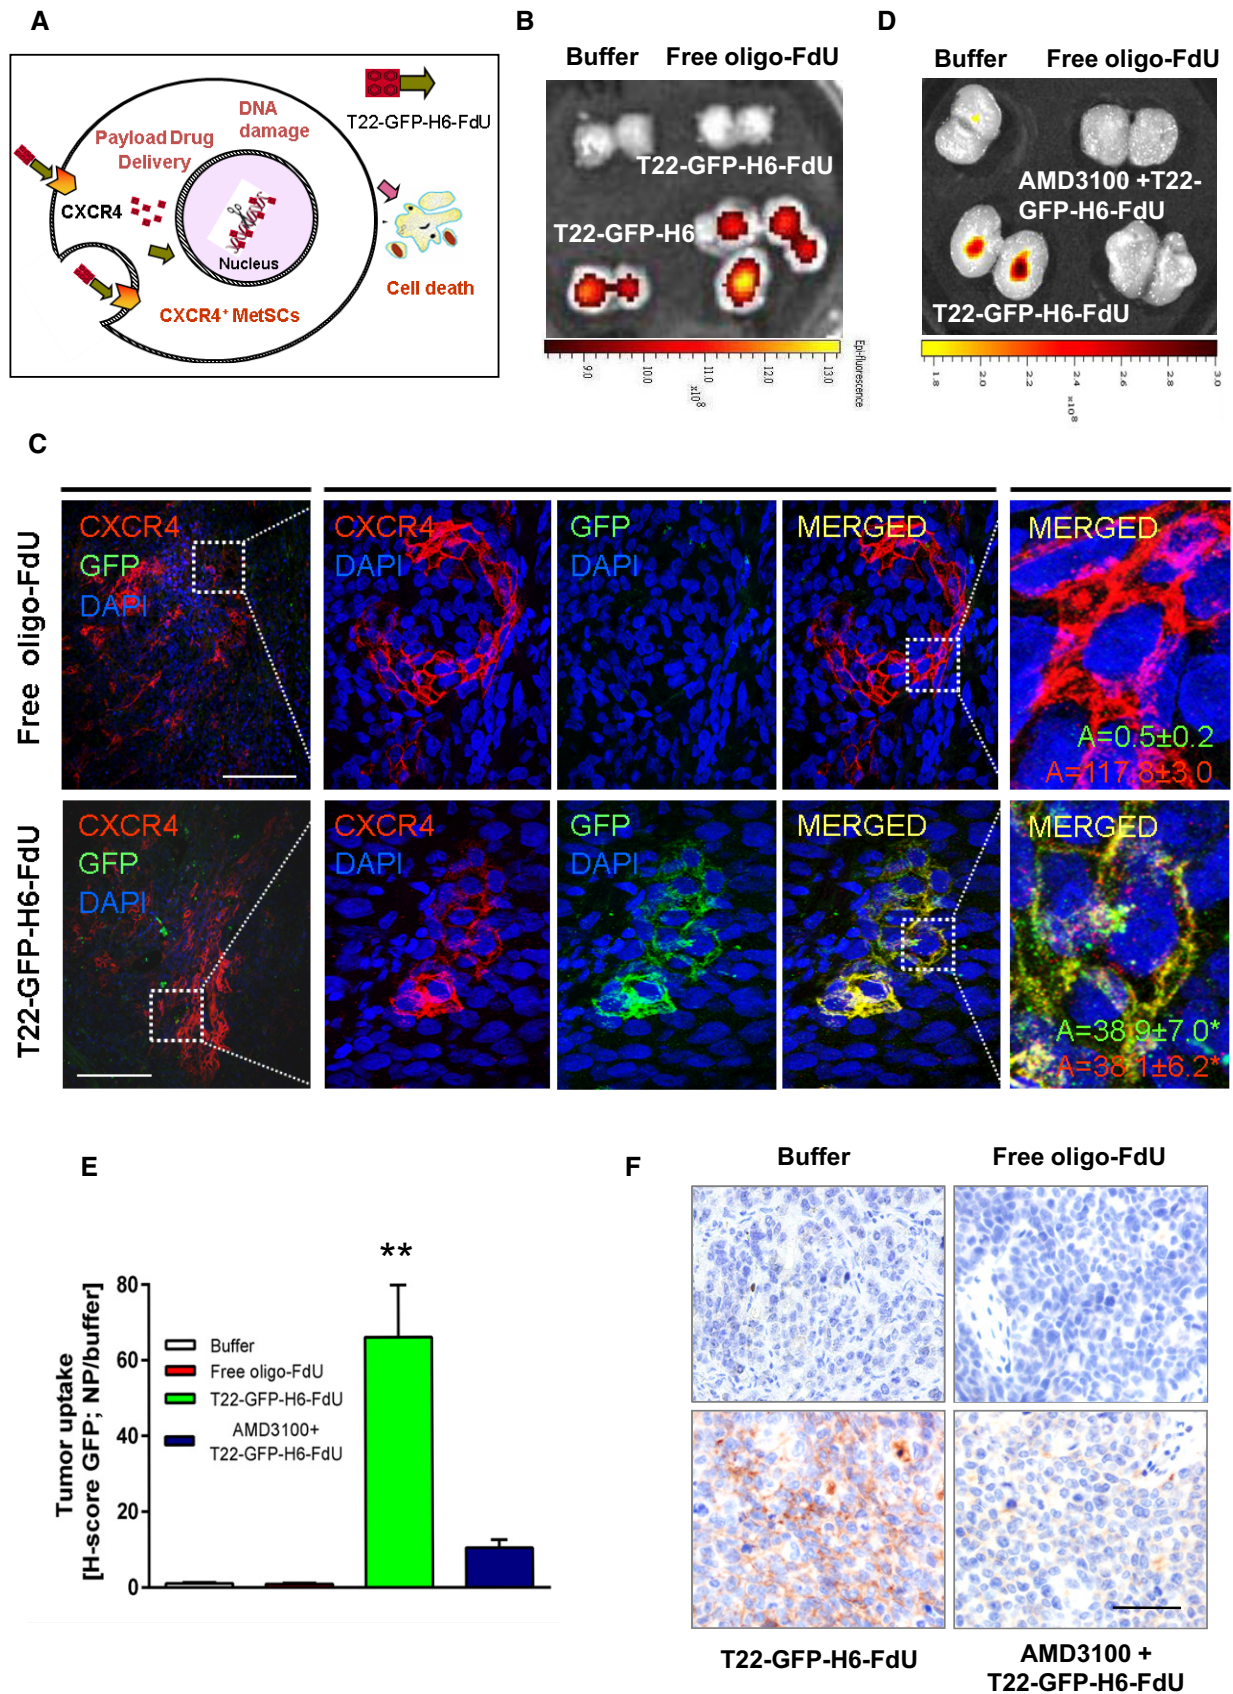 A
DNA
damage
Payload Drug
Delivery
T22-GFP-H6-FdU
CXCR4
Nucleus
CXCR4⁺ MetSCs
Cell death
B
Buffer Free oligo-FdU
T22-GFP-H6-FdU
T22-GFP-H6
9.0 10.0 11.0 12.0 13.0
x10⁸
Epi-fluorescence
D
Buffer Free oligo-FdU
AMD3100 +T22-
GFP-H6-FdU
T22-GFP-H6-FdU
1.8 2.0 2.2 2.4 2.6 2.8 3.0
x10⁸
C
Free oligo-FdU
CXCR4
GFP
DAPI
CXCR4
DAPI
GFP
DAPI
MERGED
MERGED
A=0.5±0.2
A=117.8±3.0
T22-GFP-H6-FdU
CXCR4
GFP
DAPI
CXCR4
DAPI
GFP
DAPI
MERGED
MERGED
A=38.9±7.0*
A=38.1±6.2*
E
**
Tumor uptake
[H-score GFP; NP/buffer]
80
60
40
20
0
Buffer
Free oligo-FdU
T22-GFP-H6-FdU
AMD3100+
T22-GFP-H6-FdU
F
Buffer Free oligo-FdU
T22-GFP-H6-FdU
AMD3100 +
T22-GFP-H6-FdU